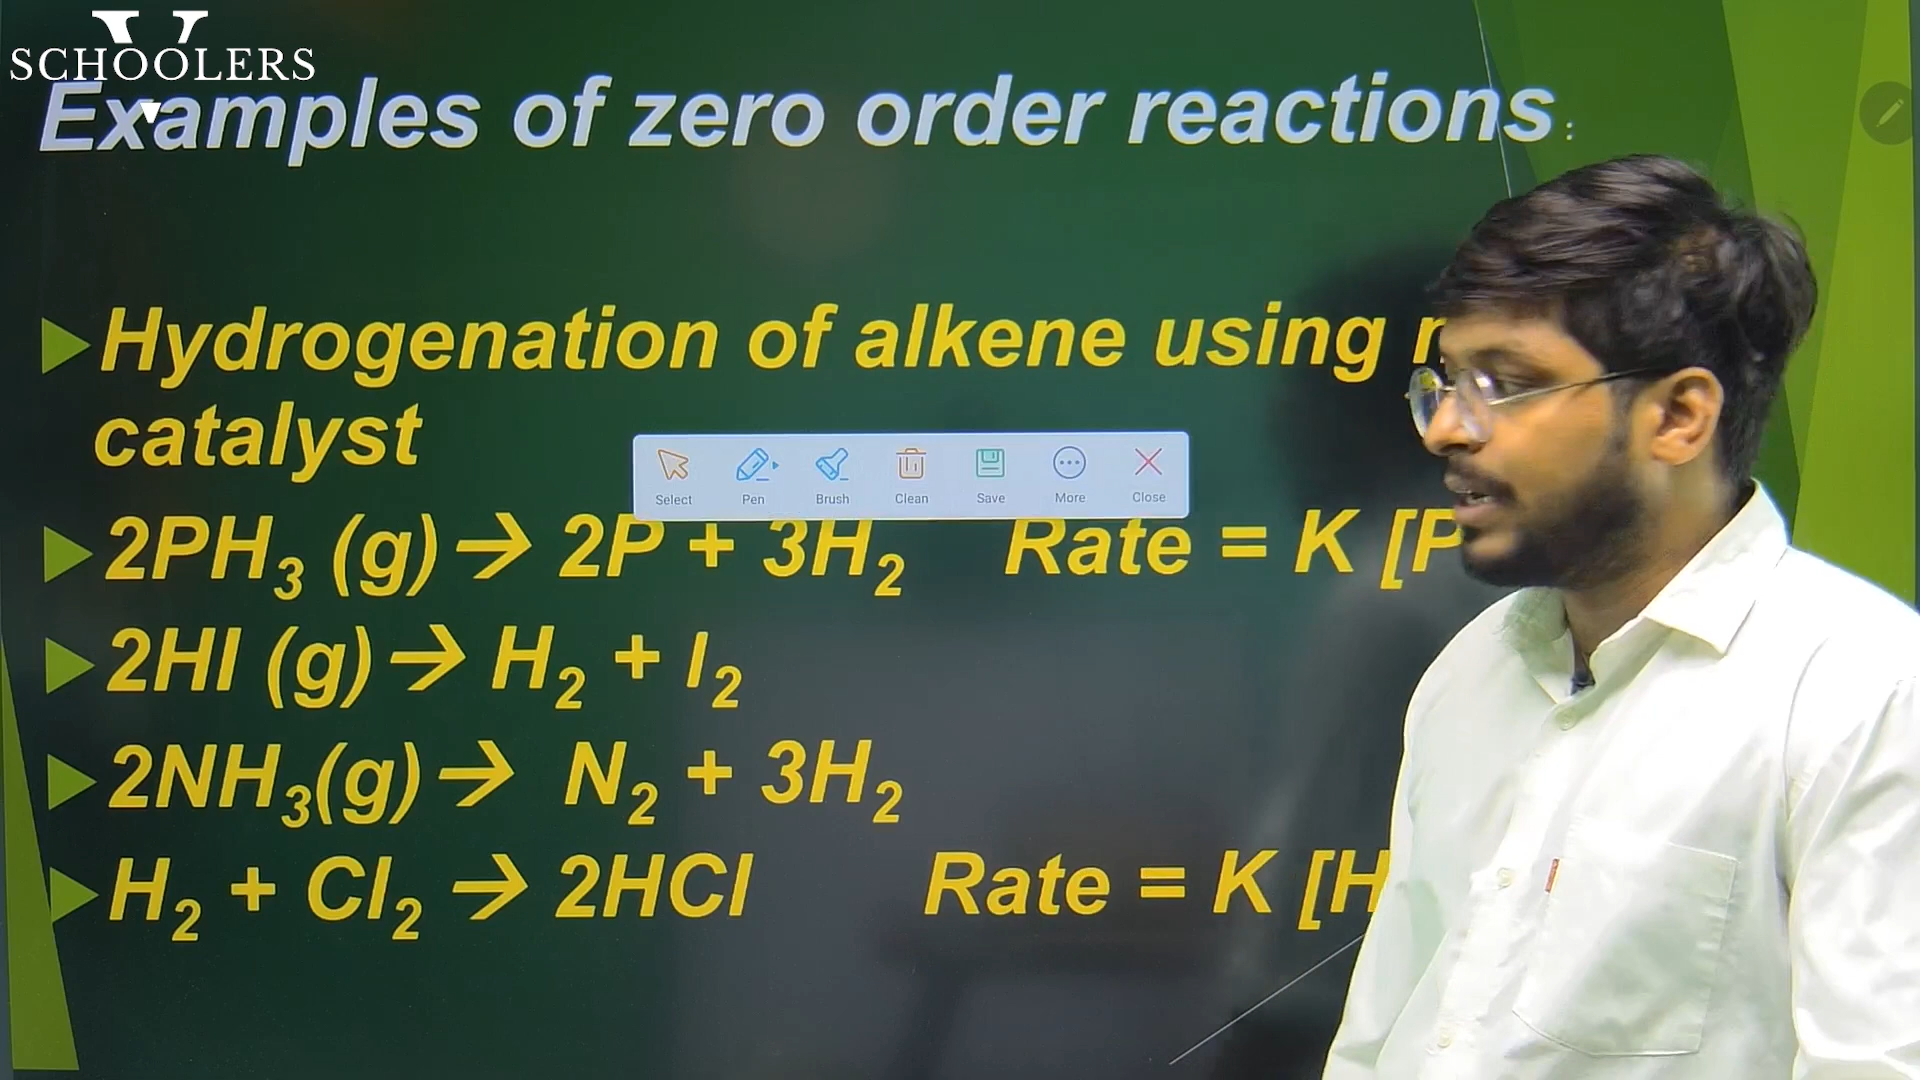 V
SCHOOLERS
Examples of zero order reactions :
Hydrogenation of alkene using
catalyst
Select Pen Brush Clean Save More Close
2PH₃ (g) → 2P + 3H₂ Rate = K [P
2HI (g) → H₂ + I₂
2NH₃(g) → N₂ + 3H₂
H₂ + Cl₂ → 2HCl Rate = K [H